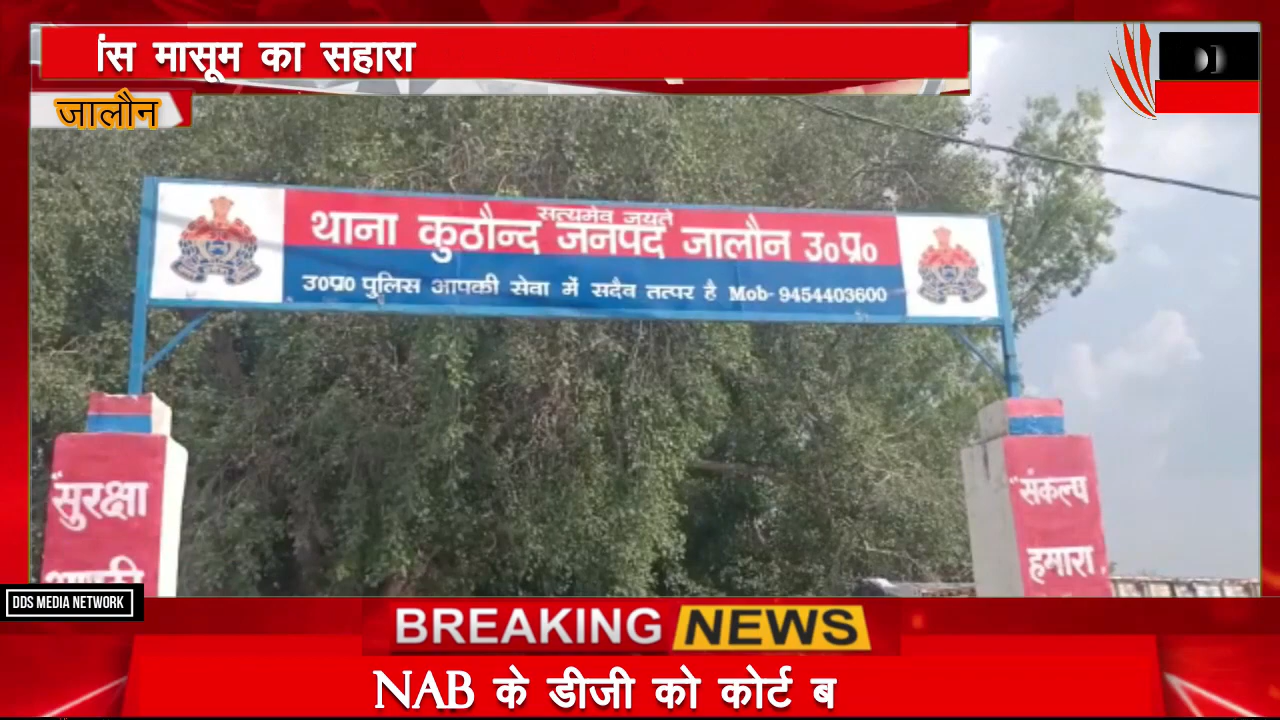 मासूम का सहारा
जालौन
सत्यमेव जयते
थाना कुठौन्द जनपद जालौन उ०प्र०
उ०प्र० पुलिस आपकी सेवा में सदैव तत्पर है Mob- 9454403600
"सुरक्षा
"संकल्प
हमारा
DDS MEDIA NETWORK
BREAKING NEWS
NAB के डीजी को कोर्ट ब